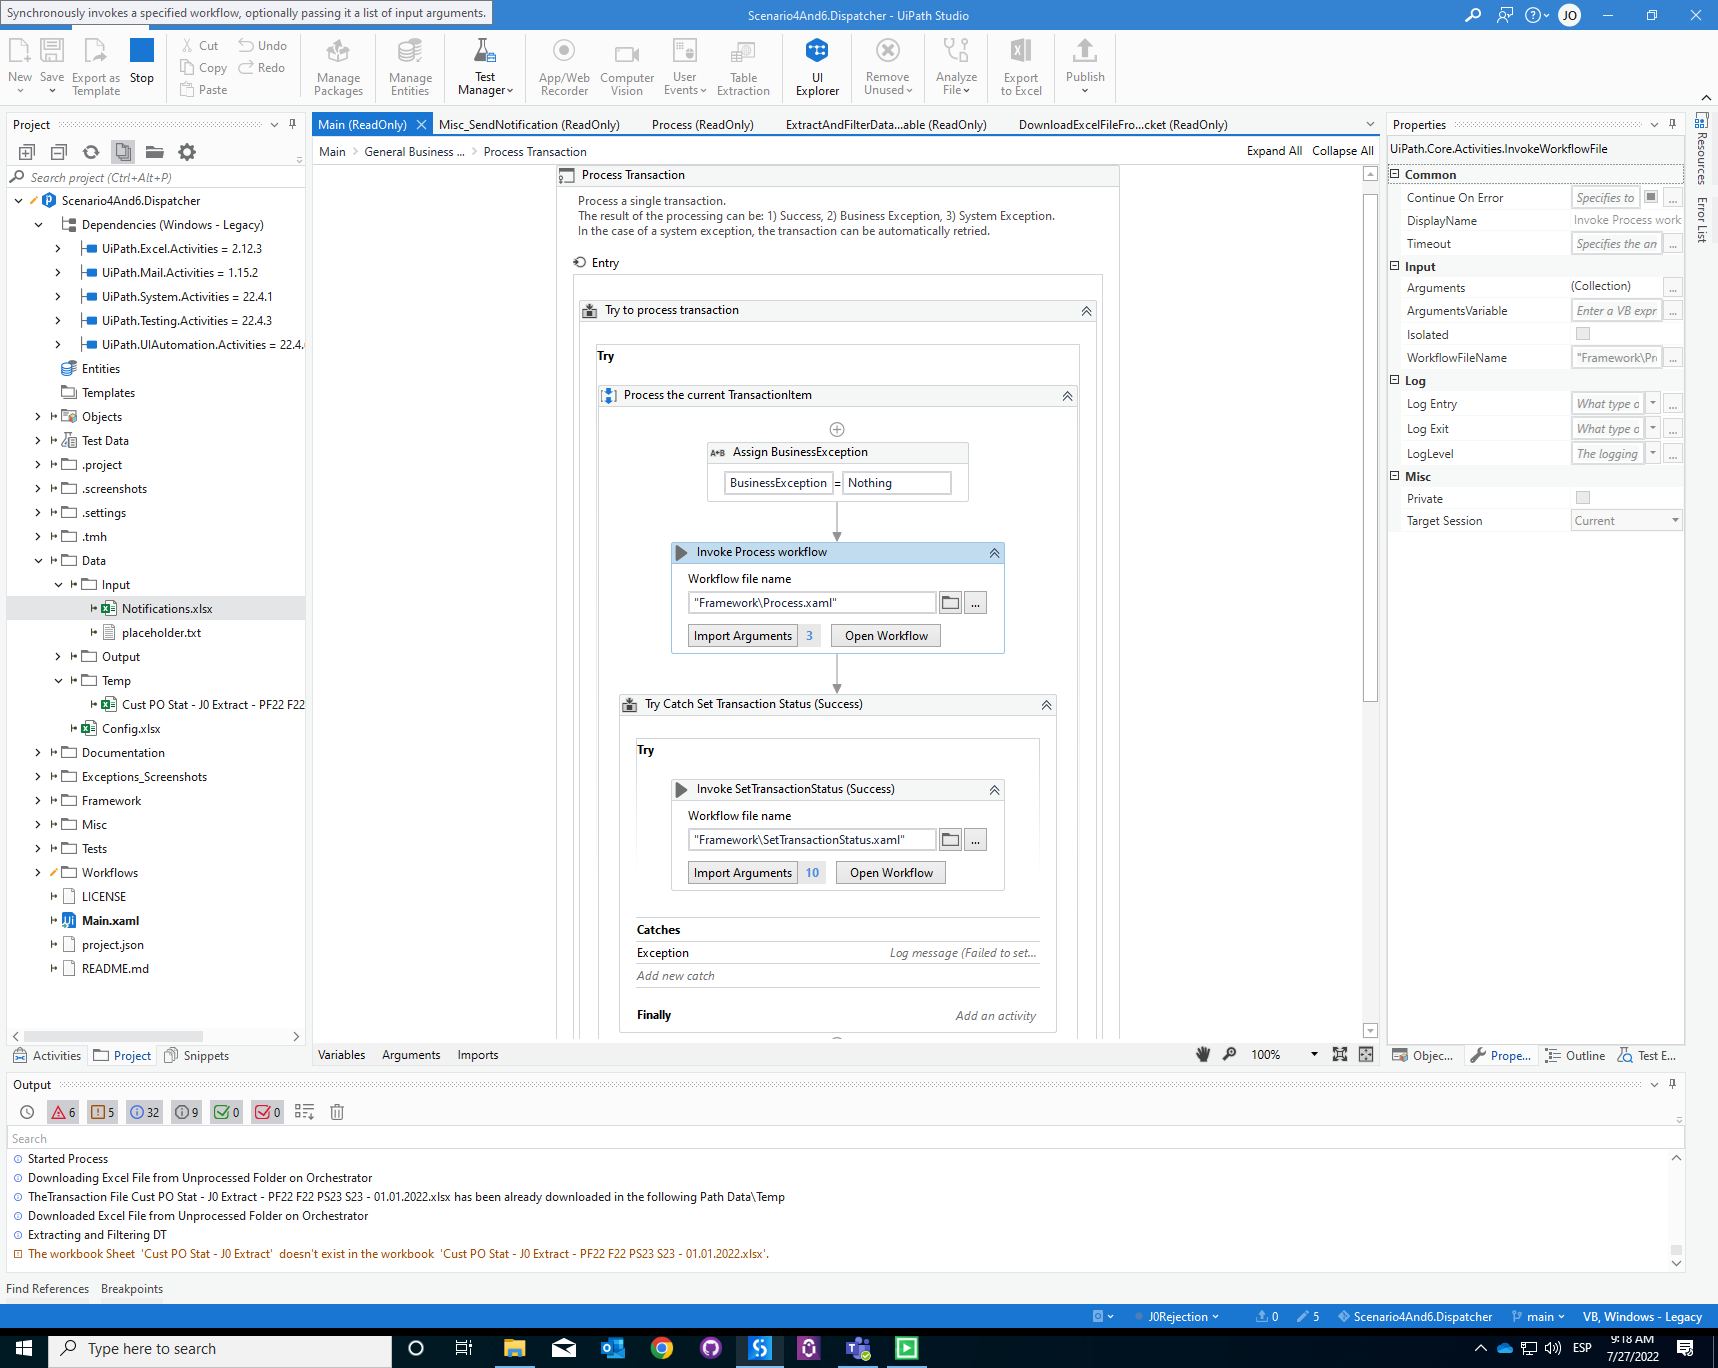 Synchronously invokes a specified workflow, optionally passing it a list of input arguments.
Scenario4And6.Dispatcher - UiPath Studio
JO
New
Save
Export as Template
Stop
Cut
Copy
Paste
Undo
Redo
Manage Packages
Manage Entities
Test Manager
App/Web Recorder
Computer Vision
User Events
Table Extraction
UI Explorer
Remove Unused
Analyze File
Export to Excel
Publish
Project
Search project (Ctrl+Alt+P)
Scenario4And6.Dispatcher
Dependencies (Windows - Legacy)
UiPath.Excel.Activities = 2.12.3
UiPath.Mail.Activities = 1.15.2
UiPath.System.Activities = 22.4.1
UiPath.Testing.Activities = 22.4.3
UiPath.UIAutomation.Activities = 22.4.
Entities
Templates
Objects
Test Data
.project
.screenshots
.settings
.tmh
Data
Input
Notifications.xlsx
placeholder.txt
Output
Temp
Cust PO Stat - J0 Extract - PF22 F22
Config.xlsx
Documentation
Exceptions_Screenshots
Framework
Misc
Tests
Workflows
LICENSE
Main.xaml
project.json
README.md
Activities
Project
Snippets
Main (ReadOnly)
Misc_SendNotification (ReadOnly)
Process (ReadOnly)
ExtractAndFilterData...able (ReadOnly)
DownloadExcelFileFro...cket (ReadOnly)
Main > General Business ... > Process Transaction
Expand All
Collapse All
Process Transaction
Process a single transaction.
The result of the processing can be: 1) Success, 2) Business Exception, 3) System Exception.
In the case of a system exception, the transaction can be automatically retried.
Entry
Try to process transaction
Try
Process the current TransactionItem
A*B Assign BusinessException
BusinessException = Nothing
Invoke Process workflow
Workflow file name
"Framework\Process.xaml"
...
Import Arguments 3
Open Workflow
Try Catch Set Transaction Status (Success)
Try
Invoke SetTransactionStatus (Success)
Workflow file name
"Framework\SetTransactionStatus.xaml"
...
Import Arguments 10
Open Workflow
Catches
Exception
Log message (Failed to set...
Add new catch
Finally
Add an activity
Variables
Arguments
Imports
100%
Properties
UiPath.Core.Activities.InvokeWorkflowFile
Common
Continue On Error
Specifies to
...
DisplayName
Invoke Process work
Timeout
Specifies the am
...
Input
Arguments
(Collection)
...
ArgumentsVariable
Enter a VB expr
...
Isolated
WorkflowFileName
"Framework\Pr
...
Log
Log Entry
What type o
...
Log Exit
What type o
...
LogLevel
The logging
...
Misc
Private
Target Session
Current
Objec...
Prope...
Outline
Test E...
Resources
Error List
Output
6
5
32
9
0
0
Search
Started Process
Downloading Excel File from Unprocessed Folder on Orchestrator
TheTransaction File Cust PO Stat - J0 Extract - PF22 F22 PS23 S23 - 01.01.2022.xlsx has been already downloaded in the following Path Data\Temp
Downloaded Excel File from Unprocessed Folder on Orchestrator
Extracting and Filtering DT
The workbook Sheet 'Cust PO Stat - J0 Extract' doesn't exist in the workbook 'Cust PO Stat - J0 Extract - PF22 F22 PS23 S23 - 01.01.2022.xlsx'.
Find References
Breakpoints
J0Rejection
0
5
Scenario4And6.Dispatcher
main
VB, Windows - Legacy
Type here to search
ESP
9:18 AM
7/27/2022